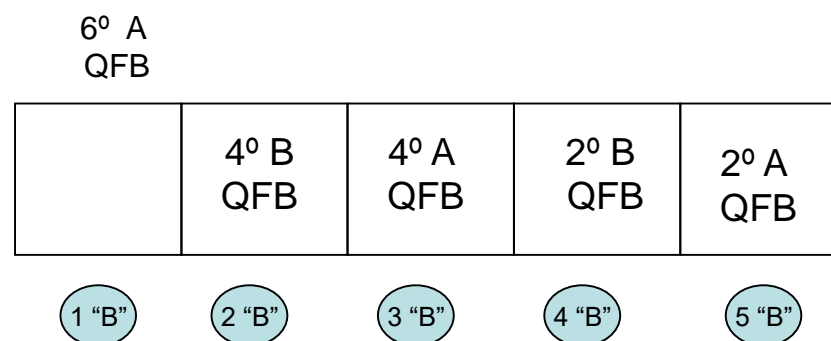 6º A
QFB
4º B
QFB
4º A
QFB
2º B
QFB
2º A
QFB
1 “B”
2 “B”
3 “B”
4 “B”
5 “B”